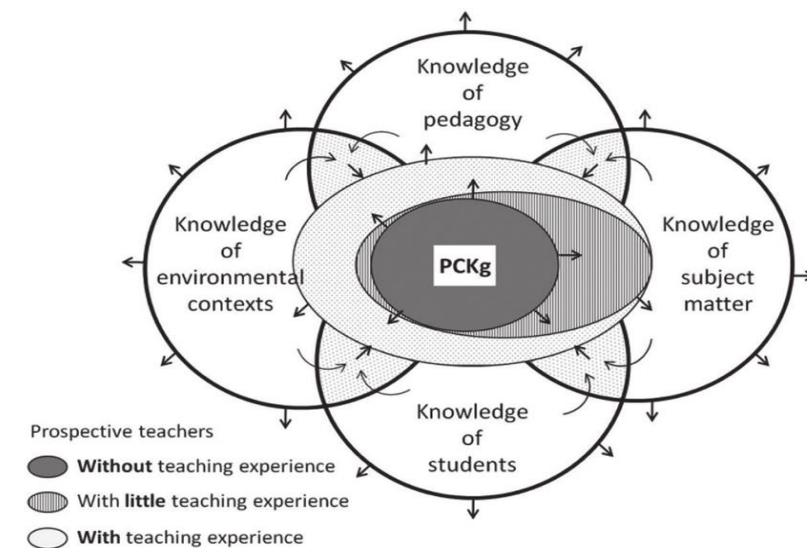 Knowledge
of
pedagogy
Knowledge
of
environmental
contexts
PCKg
Knowledge
of
subject
matter
Knowledge
of
students
Prospective teachers
Without teaching experience
With little teaching experience
With teaching experience